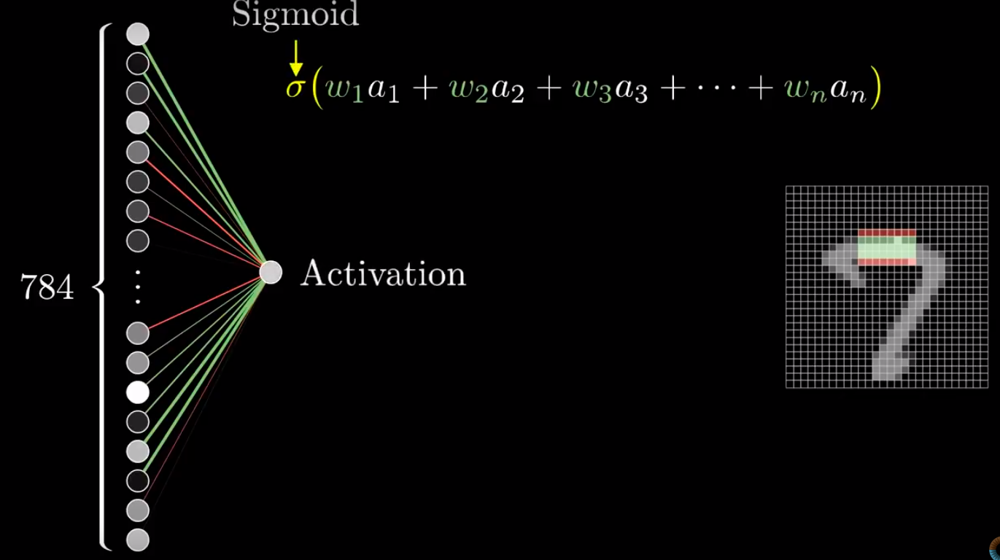 Sigmoid
σ(w₁a₁ + w₂a₂ + w₃a₃ + ⋯ + wₙaₙ)
784
Activation